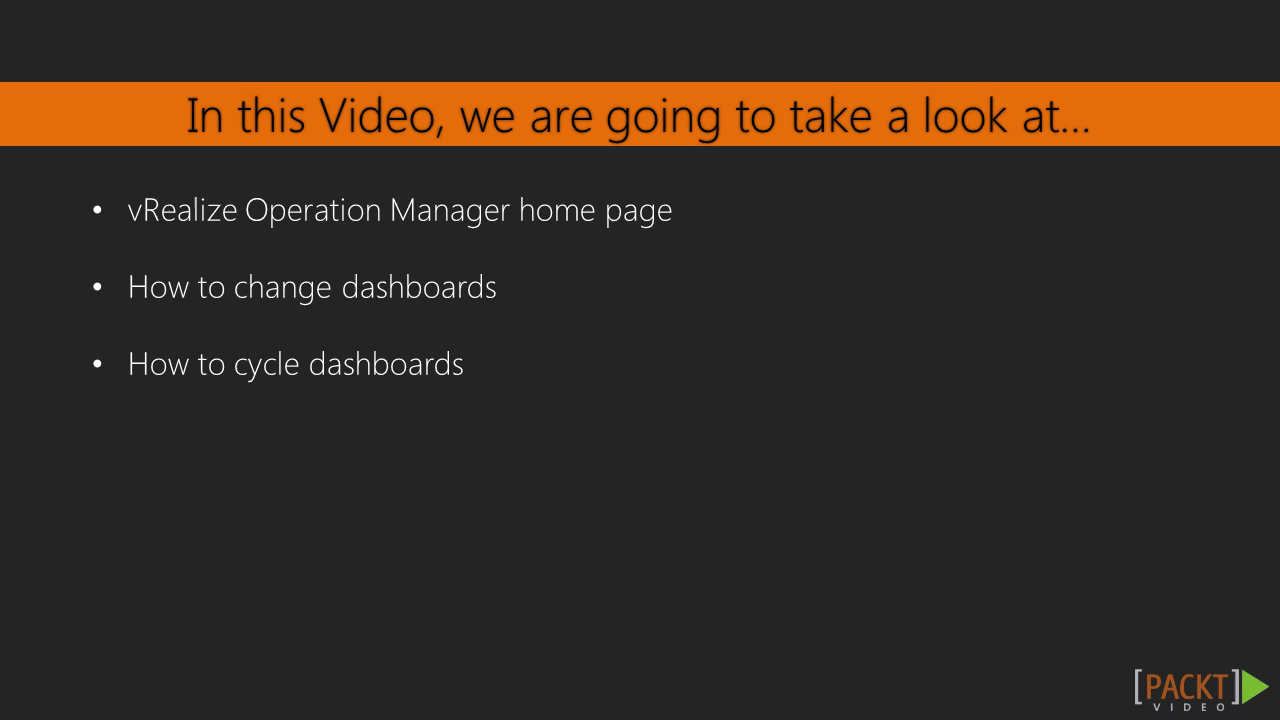 In this Video, we are going to take a look at...
• vRealize Operation Manager home page
• How to change dashboards
• How to cycle dashboards
[PACKT]
VIDEO